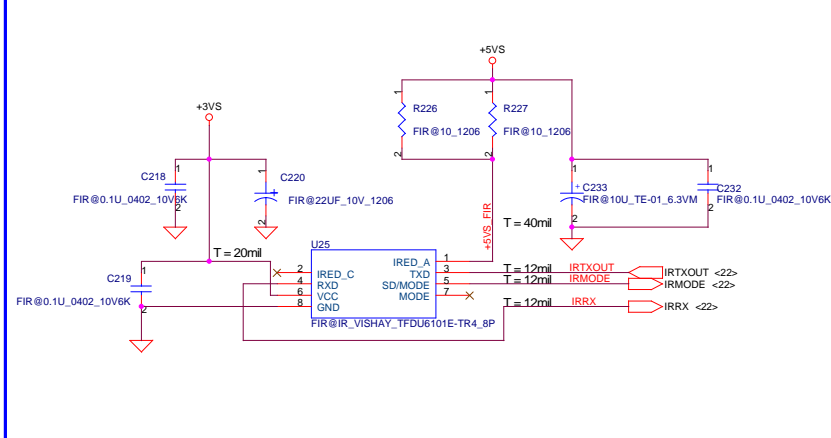 +5VS
+3VS
1
1
R226
R227
FIR@10_1206
FIR@10_1206
2
2
1
1
C218
C220
FIR@0.1U_0402_10V6K
FIR@22UF_10V_1206
2
2
1
1
+ C233
C232
FIR@10U_TE-01_6.3VM
FIR@0.1U_0402_10V6K
2
2
+5VS_FIR
T = 40mil
T = 20mil
U25
1
C219
FIR@0.1U_0402_10V6K
2
2 IRED_C
4 RXD
6 VCC
8 GND
IRED_A 1
TXD 3
SD/MODE 5
MODE 7
T = 12mil IRTXOUT IRTXOUT <22>
T = 12mil IRMODE IRMODE <22>
T = 12mil IRRX IRRX <22>
FIR@IR_VISHAY_TFDU6101E-TR4_8P